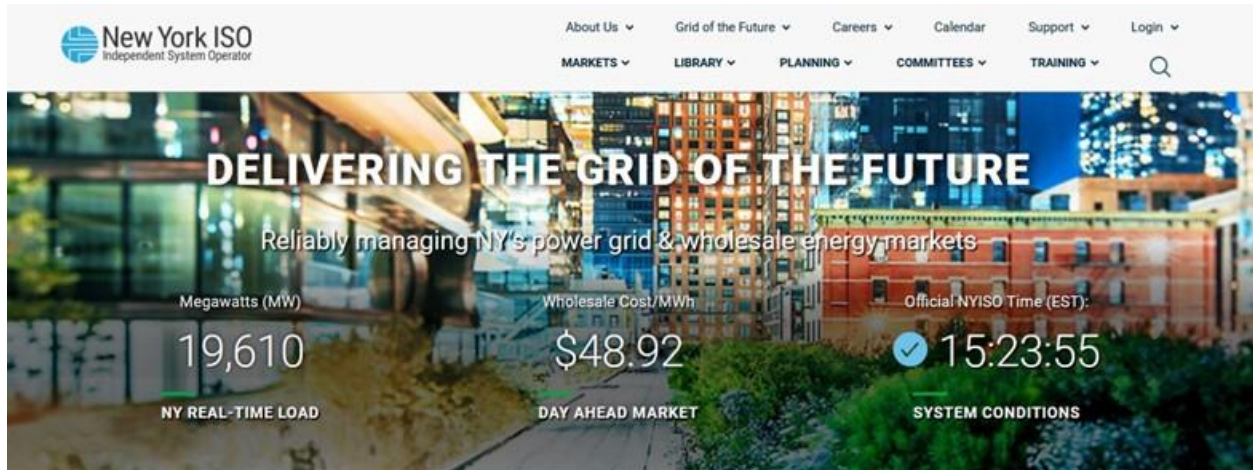 New York ISO
Independent System Operator
About Us
Grid of the Future
Careers
Calendar
Support
Login
MARKETS
LIBRARY
PLANNING
COMMITTEES
TRAINING
DELIVERING THE GRID OF THE FUTURE
Reliably managing NY's power grid & wholesale energy markets
Megawatts (MW)
19,610
NY REAL-TIME LOAD
Wholesale Cost/MWh
$48.92
DAY AHEAD MARKET
Official NYISO Time (EST):
15:23:55
SYSTEM CONDITIONS